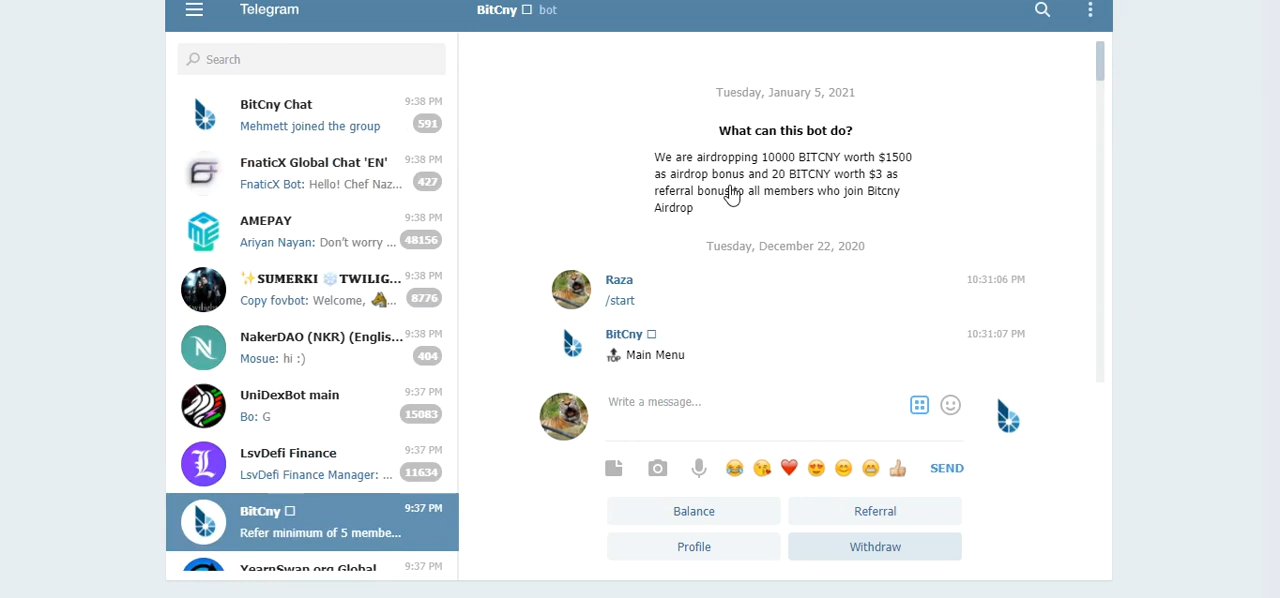 Telegram
BitCny □ bot
Search
BitCny Chat 9:38 PM
Mehmett joined the group 591
FnaticX Global Chat 'EN' 9:38 PM
FnaticX Bot: Hello! Chef Naz... 427
AMEPAY 9:38 PM
Ariyan Nayan: Don't worry ... 48156
✨𝐒𝐔𝐌𝐄𝐑𝐊𝐈 ❄️𝐓𝐖𝐈𝐋𝐈𝐆... 9:38 PM
Copy fovbot: Welcome, ... 8776
NakerDAO (NKR) (Englis... 9:38 PM
Mosue: hi :) 404
UniDexBot main 9:37 PM
Bo: G 15083
LsvDefi Finance 9:37 PM
LsvDefi Finance Manager: ... 11634
BitCny □ 9:37 PM
Refer minimum of 5 membe...
YearnSwap.org Global 9:37 PM
Tuesday, January 5, 2021
What can this bot do?
We are airdropping 10000 BITCNY worth $1500
as airdrop bonus and 20 BITCNY worth $3 as
referral bonus to all members who join Bitcny
Airdrop
Tuesday, December 22, 2020
Raza 10:31:06 PM
/start
BitCny □ 10:31:07 PM
🔝 Main Menu
Write a message...
😂 😘 ❤️ 😍 😊 😁 👍 SEND
Balance Referral
Profile Withdraw